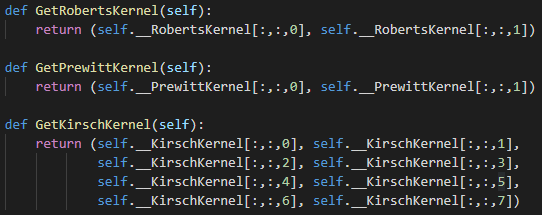 def GetRobertsKernel(self):
    return (self.__RobertsKernel[:,:,0], self.__RobertsKernel[:,:,1])
def GetPrewittKernel(self):
    return (self.__PrewittKernel[:,:,0], self.__PrewittKernel[:,:,1])
def GetKirschKernel(self):
    return (self.__KirschKernel[:,:,0], self.__KirschKernel[:,:,1],
            self.__KirschKernel[:,:,2], self.__KirschKernel[:,:,3],
            self.__KirschKernel[:,:,4], self.__KirschKernel[:,:,5],
            self.__KirschKernel[:,:,6], self.__KirschKernel[:,:,7])